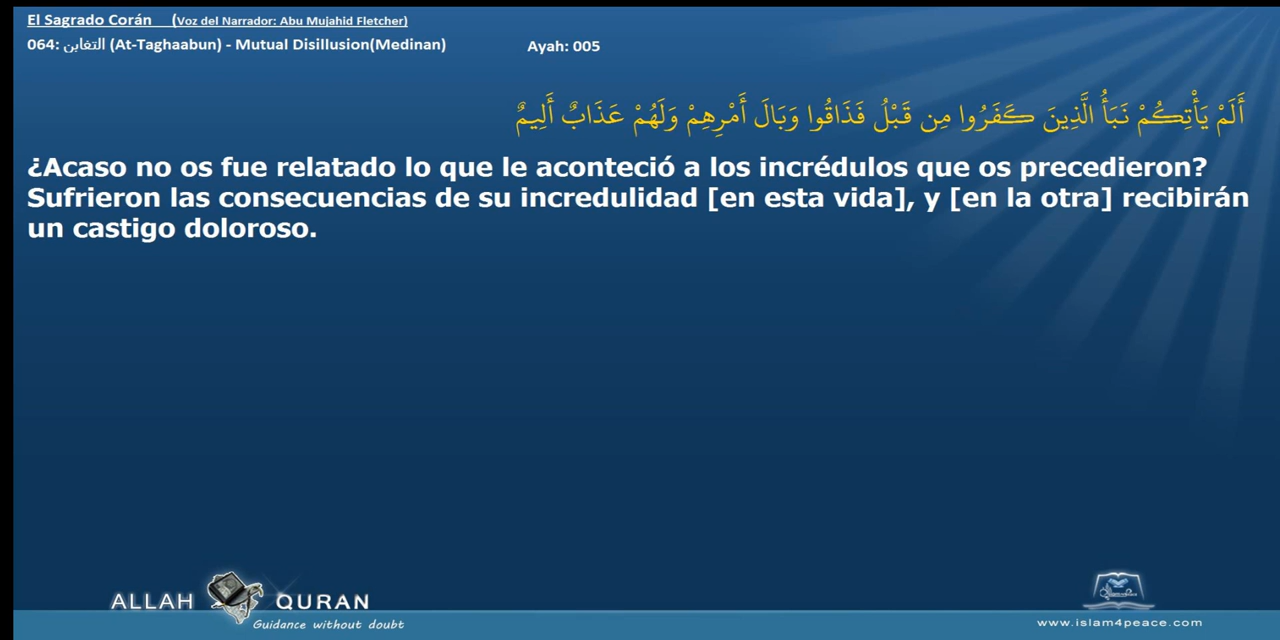 El Sagrado Corán (Voz del Narrador: Abu Mujahid Fletcher)
064: التغابن (At-Taghaabun) - Mutual Disillusion(Medinan) Ayah: 005
أَلَمْ يَأْتِكُمْ نَبَأُ الَّذِينَ كَفَرُوا مِن قَبْلُ فَذَاقُوا وَبَالَ أَمْرِهِمْ وَلَهُمْ عَذَابٌ أَلِيمٌ
¿Acaso no os fue relatado lo que le aconteció a los incrédulos que os precedieron?
Sufrieron las consecuencias de su incredulidad [en esta vida], y [en la otra] recibirán
un castigo doloroso.
ALLAH QURAN
Guidance without doubt
www.islam4peace.com